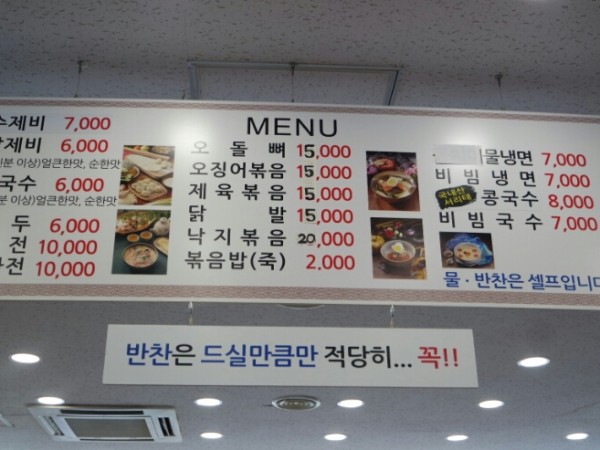 MENU
수제비 7,000
제비 6,000
분 이상)얼큰한맛, 순한맛
국수 6,000
분 이상)얼큰한맛, 순한맛
두 6,000
전 10,000
전 10,000
오 돌 뼈 15,000
오징어볶음 15,000
제육볶음 15,000
닭 발 15,000
낙지볶음 20,000
볶음밥(죽) 2.000
물냉면 7,000
비빔냉면 7,000
국내산 서리태 콩국수 8,000
비빔국수 7,000
물·반찬은 셀프입니다
반찬은 드실만큼만 적당히... 꼭!!